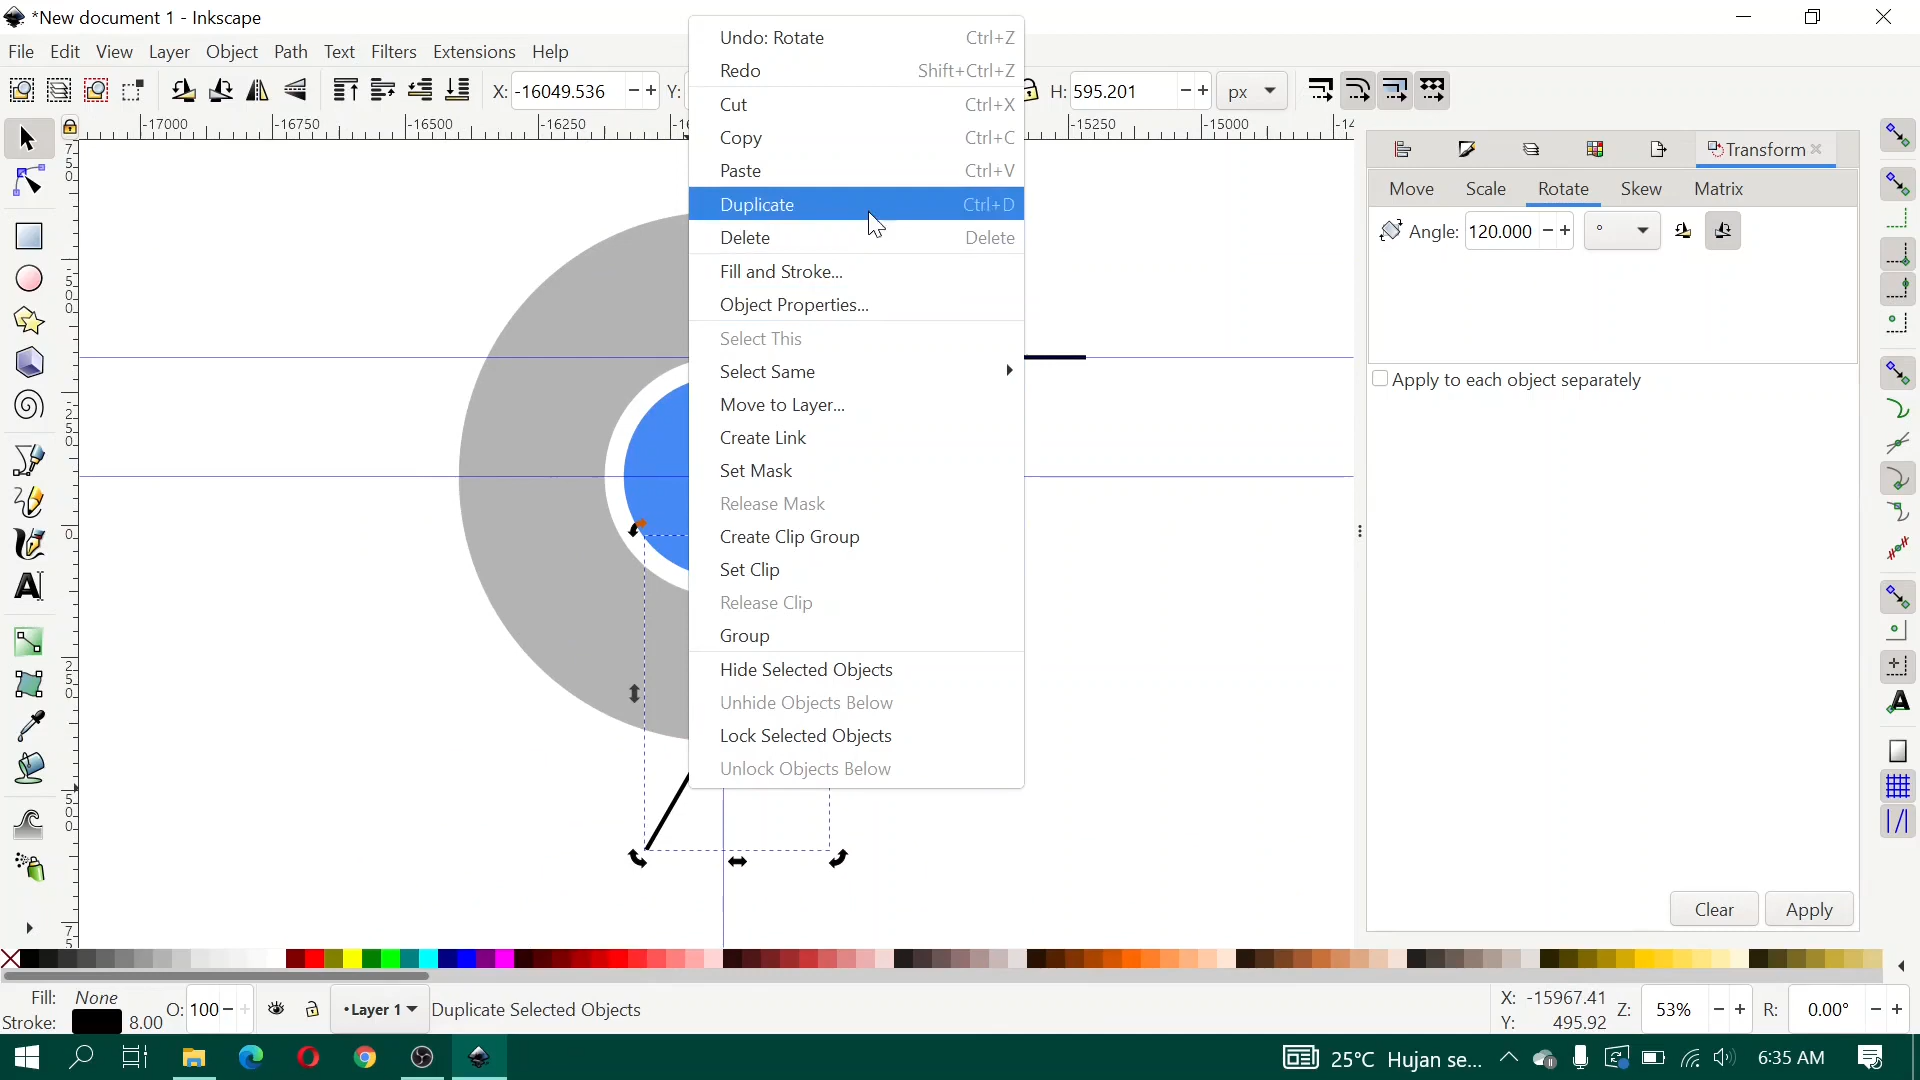 *New document 1 - Inkscape
File Edit View Layer Object Path Text Filters Extensions Help
X: -16049.536 Y: H: 595.201 px
-17000 -16750 -16500 -16250 -15250 -15000
Undo: Rotate Ctrl+Z
Redo Shift+Ctrl+Z
Cut Ctrl+X
Copy Ctrl+C
Paste Ctrl+V
Duplicate Ctrl+D
Delete Delete
Fill and Stroke...
Object Properties...
Select This
Select Same
Move to Layer...
Create Link
Set Mask
Release Mask
Create Clip Group
Set Clip
Release Clip
Group
Hide Selected Objects
Unhide Objects Below
Lock Selected Objects
Unlock Objects Below
Transform
Move Scale Rotate Skew Matrix
Angle: 120.000 °
Apply to each object separately
Clear Apply
Fill: None
Stroke: 8.00
O: 100
•Layer 1
Duplicate Selected Objects
X: -15967.41
Y: 495.92
Z: 53% R: 0.00°
25°C Hujan se... 6:35 AM